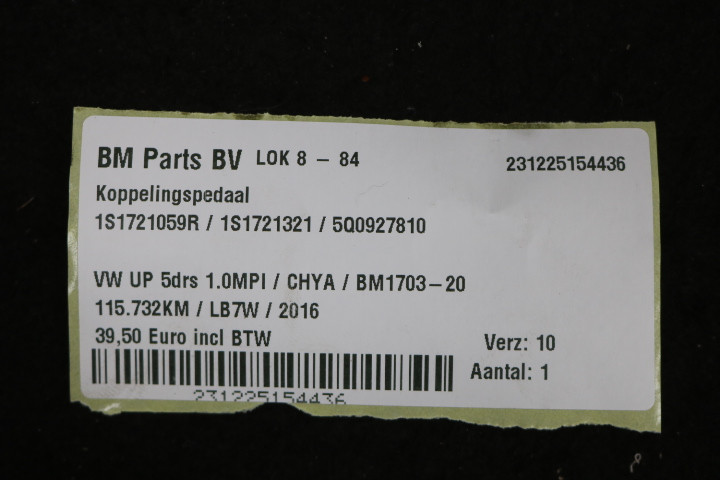 BM Parts BV LOK 8 - 84 231225154436
Koppelingspedaal
1S1721059R / 1S1721321 / 5Q0927810
VW UP 5drs 1.0MPI / CHYA / BM1703-20
115.732KM / LB7W / 2016
39,50 Euro incl BTW Verz: 10
Aantal: 1
231225154436